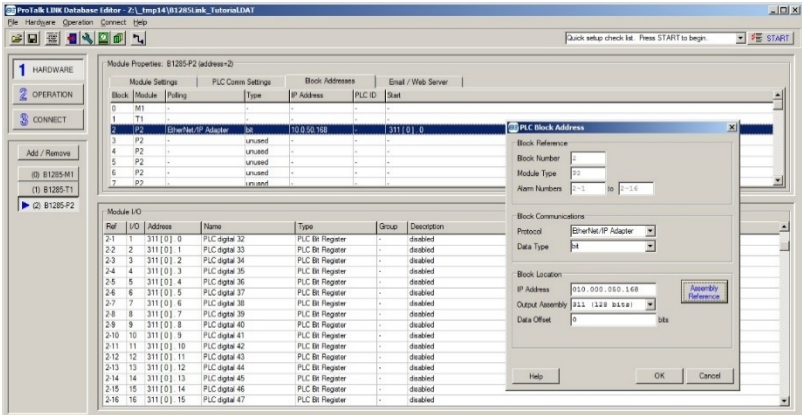 ProTalk LINK Database Editor - Z:\_tmp14\B1285Link_Tutorial.DAT
File Hardware Operation Connect Help
Quick setup check list. Press START to begin. START
1 HARDWARE
2 OPERATION
3 CONNECT
Add / Remove
(0) B1285-M1
(1) B1285-T1
(2) B1285-P2
Module Properties: B1285-P2 (address=2)
Module Settings PLC Comm Settings Block Addresses Email / Web Server
Block Module Polling Type IP Address PLC ID Start
0 M1 - - - - -
1 T1 - - - - -
2 P2 EtherNet/IP Adapter bit 10.0.50.168 - 311 [ 0 ] . 0
3 P2 unused
4 P2 unused
5 P2 unused
6 P2 unused
7 P2 unused
Module I/O
Ref I/O Address Name Type Group Description
2-1 1 311 [ 0 ] . 0 PLC digital 32 PLC Bit Register - disabled
2-2 2 311 [ 0 ] . 1 PLC digital 33 PLC Bit Register - disabled
2-3 3 311 [ 0 ] . 2 PLC digital 34 PLC Bit Register - disabled
2-4 4 311 [ 0 ] . 3 PLC digital 35 PLC Bit Register - disabled
2-5 5 311 [ 0 ] . 4 PLC digital 36 PLC Bit Register - disabled
2-6 6 311 [ 0 ] . 5 PLC digital 37 PLC Bit Register - disabled
2-7 7 311 [ 0 ] . 6 PLC digital 38 PLC Bit Register - disabled
2-8 8 311 [ 0 ] . 7 PLC digital 39 PLC Bit Register - disabled
2-9 9 311 [ 0 ] . 8 PLC digital 40 PLC Bit Register - disabled
2-10 10 311 [ 0 ] . 9 PLC digital 41 PLC Bit Register - disabled
2-11 11 311 [ 0 ] . 10 PLC digital 42 PLC Bit Register - disabled
2-12 12 311 [ 0 ] . 11 PLC digital 43 PLC Bit Register - disabled
2-13 13 311 [ 0 ] . 12 PLC digital 44 PLC Bit Register - disabled
2-14 14 311 [ 0 ] . 13 PLC digital 45 PLC Bit Register - disabled
2-15 15 311 [ 0 ] . 14 PLC digital 46 PLC Bit Register - disabled
2-16 16 311 [ 0 ] . 15 PLC digital 47 PLC Bit Register - disabled
PLC Block Address
Block Reference
Block Number 2
Module Type P2
Alarm Numbers 2-1 to 2-16
Block Communications
Protocol EtherNet/IP Adapter
Data Type bit
Block Location
IP Address 010.000.050.168
Assembly Reference
Output Assembly 311 (128 bits)
Data Offset 0 bits
Help OK Cancel